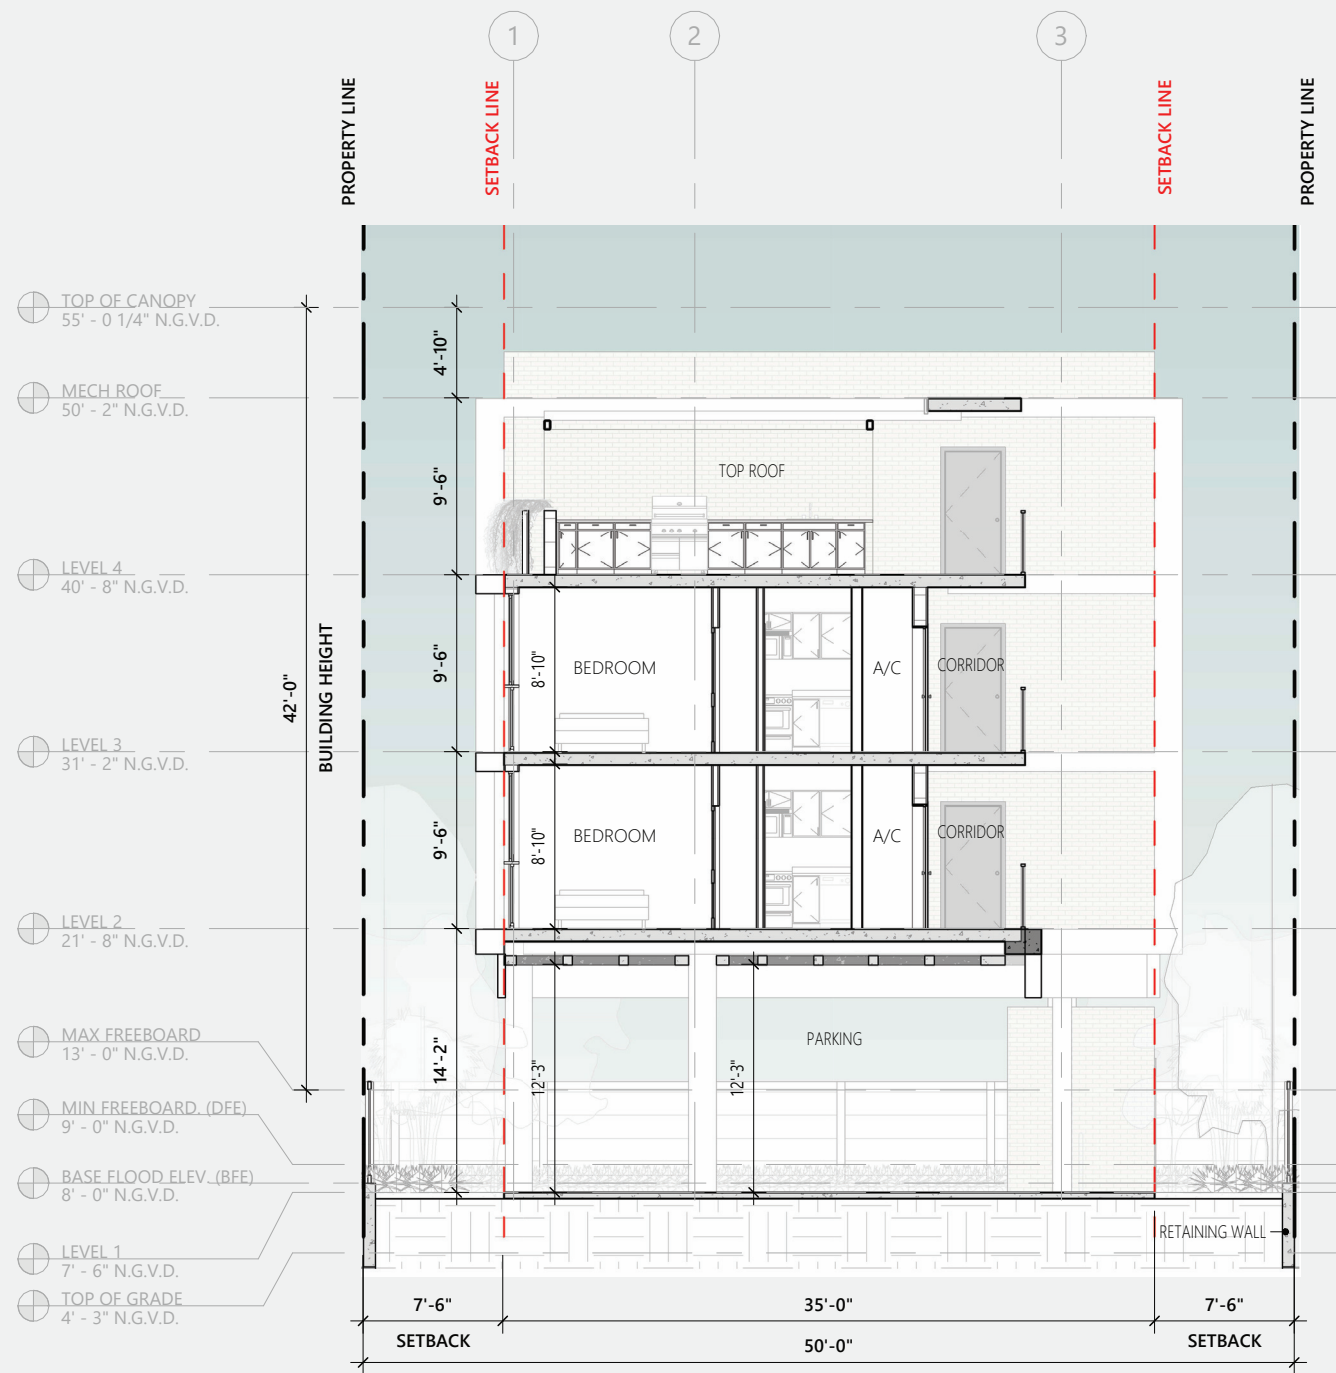 1
2
3
PROPERTY LINE
SETBACK LINE
SETBACK LINE
PROPERTY LINE
TOP OF CANOPY
55' - 0 1/4" N.G.V.D.
4'-10"
MECH ROOF
50' - 2" N.G.V.D.
TOP ROOF
9'-6"
LEVEL 4
40' - 8" N.G.V.D.
42'-0"
BUILDING HEIGHT
9'-6"
8'-10"
BEDROOM
A/C
CORRIDOR
LEVEL 3
31' - 2" N.G.V.D.
9'-6"
8'-10"
BEDROOM
A/C
CORRIDOR
LEVEL 2
21' - 8" N.G.V.D.
MAX FREEBOARD
13' - 0" N.G.V.D.
14'-2"
12'-3"
12'-3"
PARKING
MIN FREEBOARD. (DFE)
9' - 0" N.G.V.D.
BASE FLOOD ELEV. (BFE)
8' - 0" N.G.V.D.
LEVEL 1
7' - 6" N.G.V.D.
RETAINING WALL
TOP OF GRADE
4' - 3" N.G.V.D.
7'-6"
35'-0"
7'-6"
SETBACK
50'-0"
SETBACK